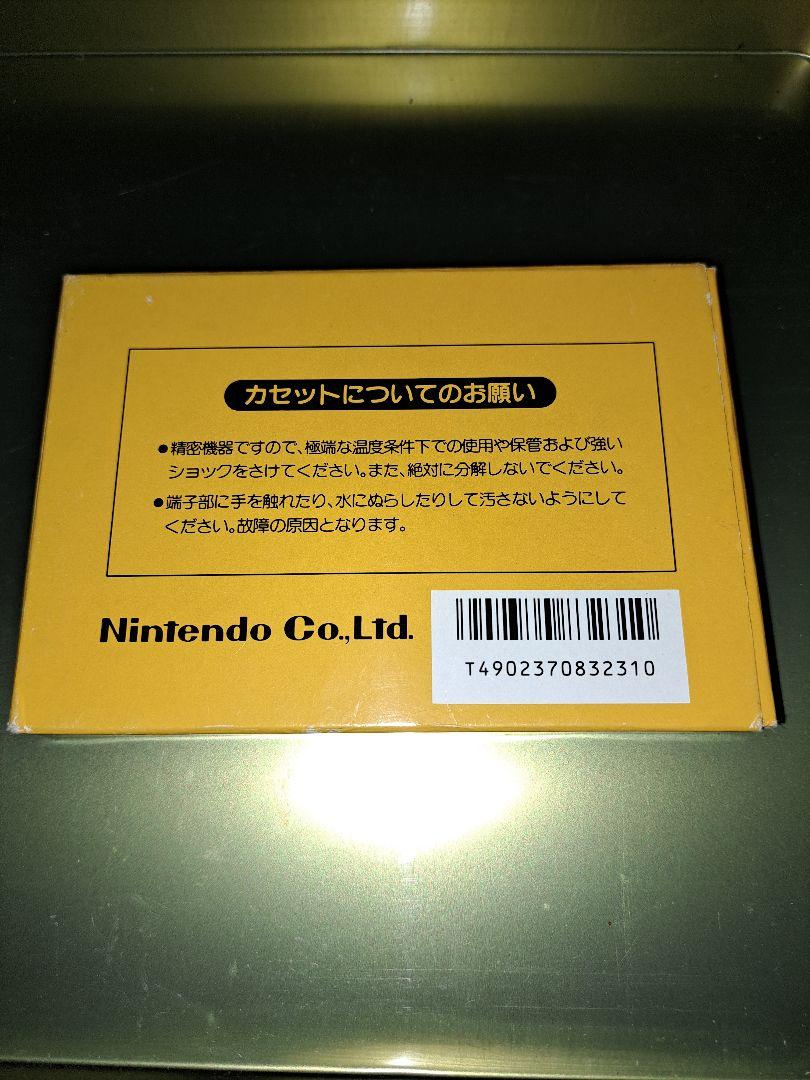 カセットについてのお願い
●精密機器ですので、極端な温度条件下での使用や保管および強い
ショックをさけてください。また、絶対に分解しないでください。
●端子部に手を触れたり、水にぬらしたりして汚さないようにして
ください。故障の原因となります。
Nintendo Co.,Ltd.
T4902370832310